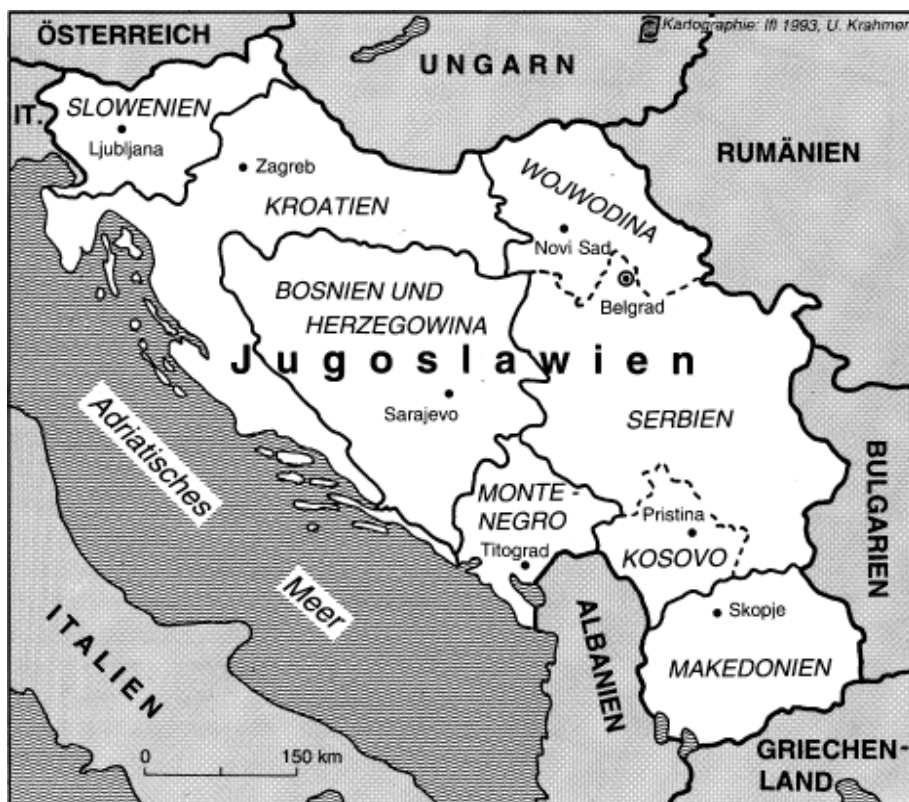 Kartographie: IfI 1993, U. Krahmer
ÖSTERREICH
UNGARN
IT.
SLOWENIEN
Ljubljana
Zagreb
KROATIEN
RUMÄNIEN
WOJWODINA
Novi Sad
Belgrad
BOSNIEN UND
HERZEGOWINA
Jugoslawien
Sarajevo
SERBIEN
Adriatisches
Meer
MONTE-
NEGRO
Titograd
Pristina
KOSOVO
BULGARIEN
Skopje
MAKEDONIEN
ALBANIEN
ITALIEN
0 150 km
GRIECHEN-
LAND